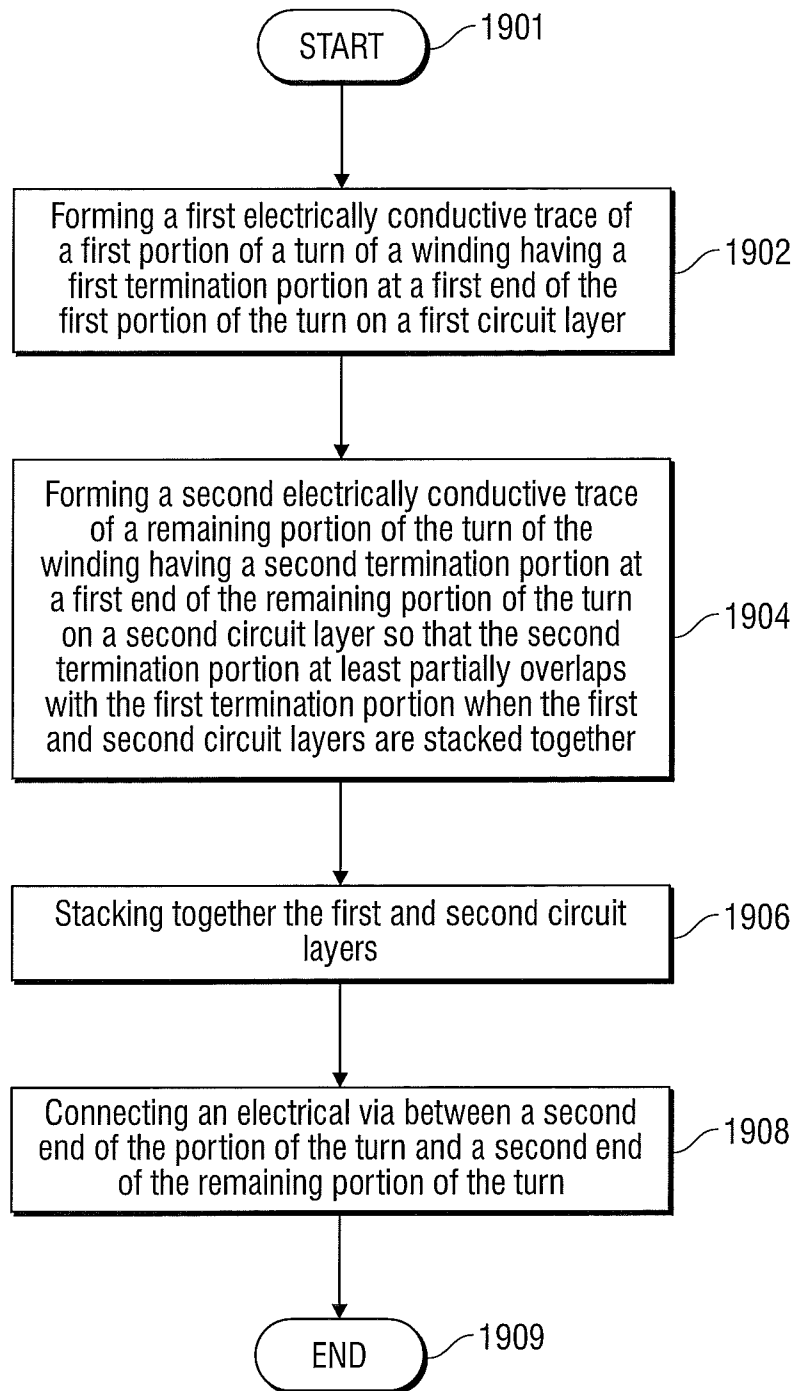 START
1901
Forming a first electrically conductive trace of
a first portion of a turn of a winding having a
first termination portion at a first end of the
first portion of the turn on a first circuit layer
1902
Forming a second electrically conductive trace
of a remaining portion of the turn of the
winding having a second termination portion at
a first end of the remaining portion of the turn
on a second circuit layer so that the second
termination portion at least partially overlaps
with the first termination portion when the first
and second circuit layers are stacked together
1904
Stacking together the first and second circuit
layers
1906
Connecting an electrical via between a second
end of the portion of the turn and a second end
of the remaining portion of the turn
1908
END
1909